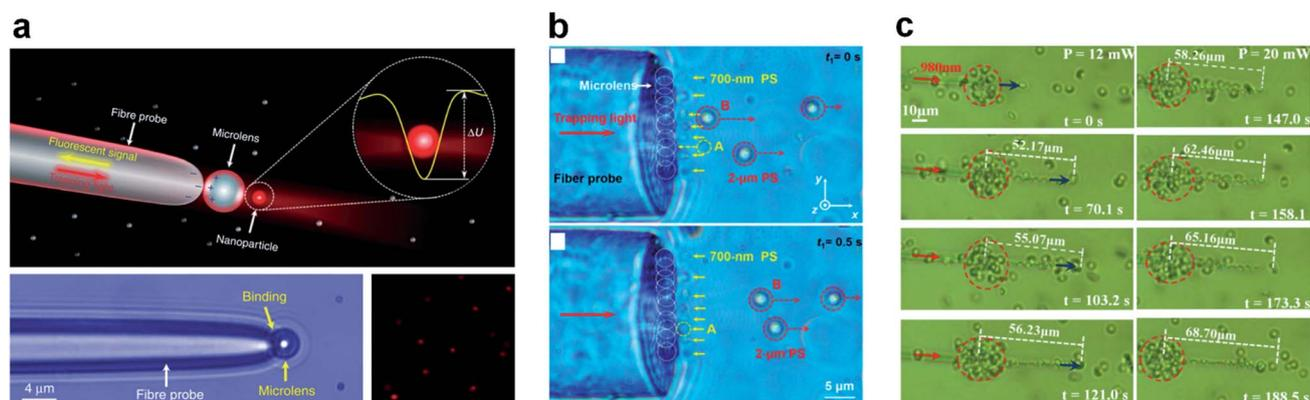 a
Fibre probe
Microlens
Fluorescent signal
Nanoparticle
ΔU
Binding
Fibre probe
Microlens
4 μm
b
t₁= 0 s
Microlens
700-nm PS
B
Trapping light
A
Fiber probe
2-μm PS
y
z
x
t₁= 0.5 s
700-nm PS
B
A
2-μm PS
5 μm
c
P = 12 mW
980nm
10μm
t = 0 s
P = 20 mW
58.26μm
t = 147.0 s
52.17μm
t = 70.1 s
62.46μm
t = 158.1
55.07μm
t = 103.2 s
65.16μm
t = 173.3 s
56.23μm
t = 121.0 s
68.70μm
t = 188.5 s